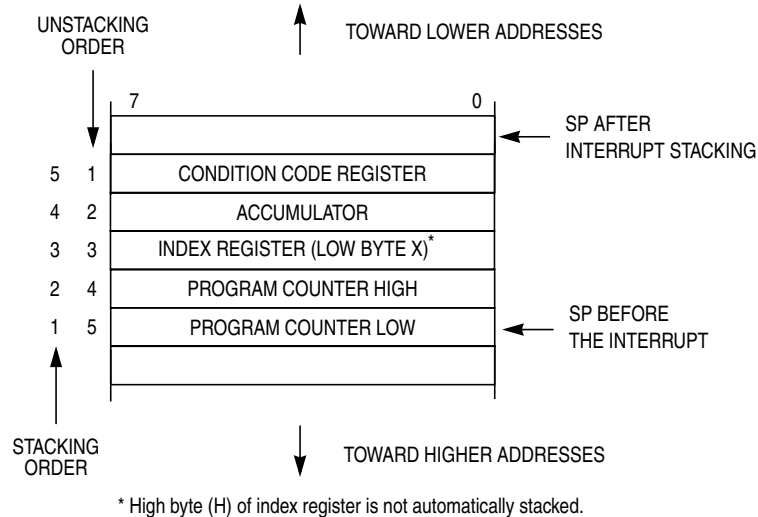 UNSTACKING
ORDER
TOWARD LOWER ADDRESSES
7 0
SP AFTER
INTERRUPT STACKING
5 1 CONDITION CODE REGISTER
4 2 ACCUMULATOR
3 3 INDEX REGISTER (LOW BYTE X)*
2 4 PROGRAM COUNTER HIGH
1 5 PROGRAM COUNTER LOW
SP BEFORE
THE INTERRUPT
STACKING
ORDER
TOWARD HIGHER ADDRESSES
* High byte (H) of index register is not automatically stacked.